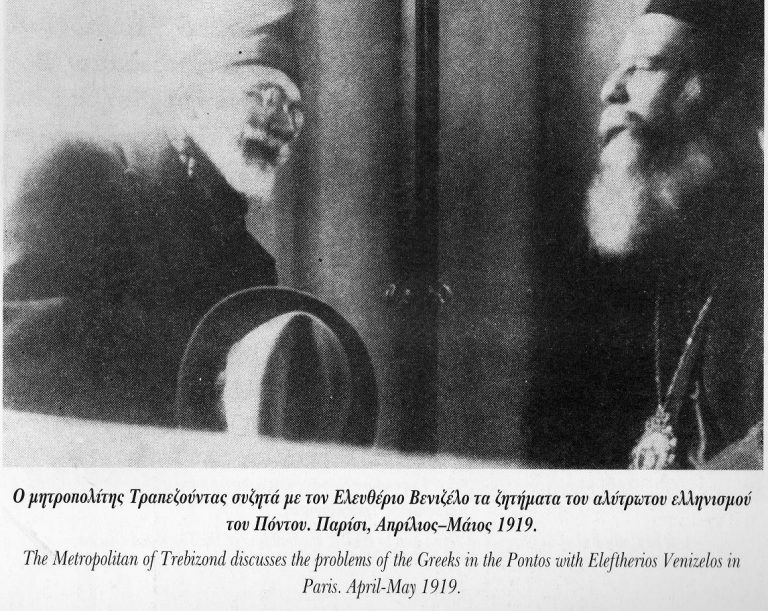 Ο μητροπολίτης Τραπεζούντας συζητά με τον Ελευθέριο Βενιζέλο τα ζητήματα του αλύτρωτου ελληνισμού
του Πόντου. Παρίσι, Απρίλιος–Μάιος 1919.
The Metropolitan of Trebizond discusses the problems of the Greeks in the Pontos with Eleftherios Venizelos in
Paris. April-May 1919.